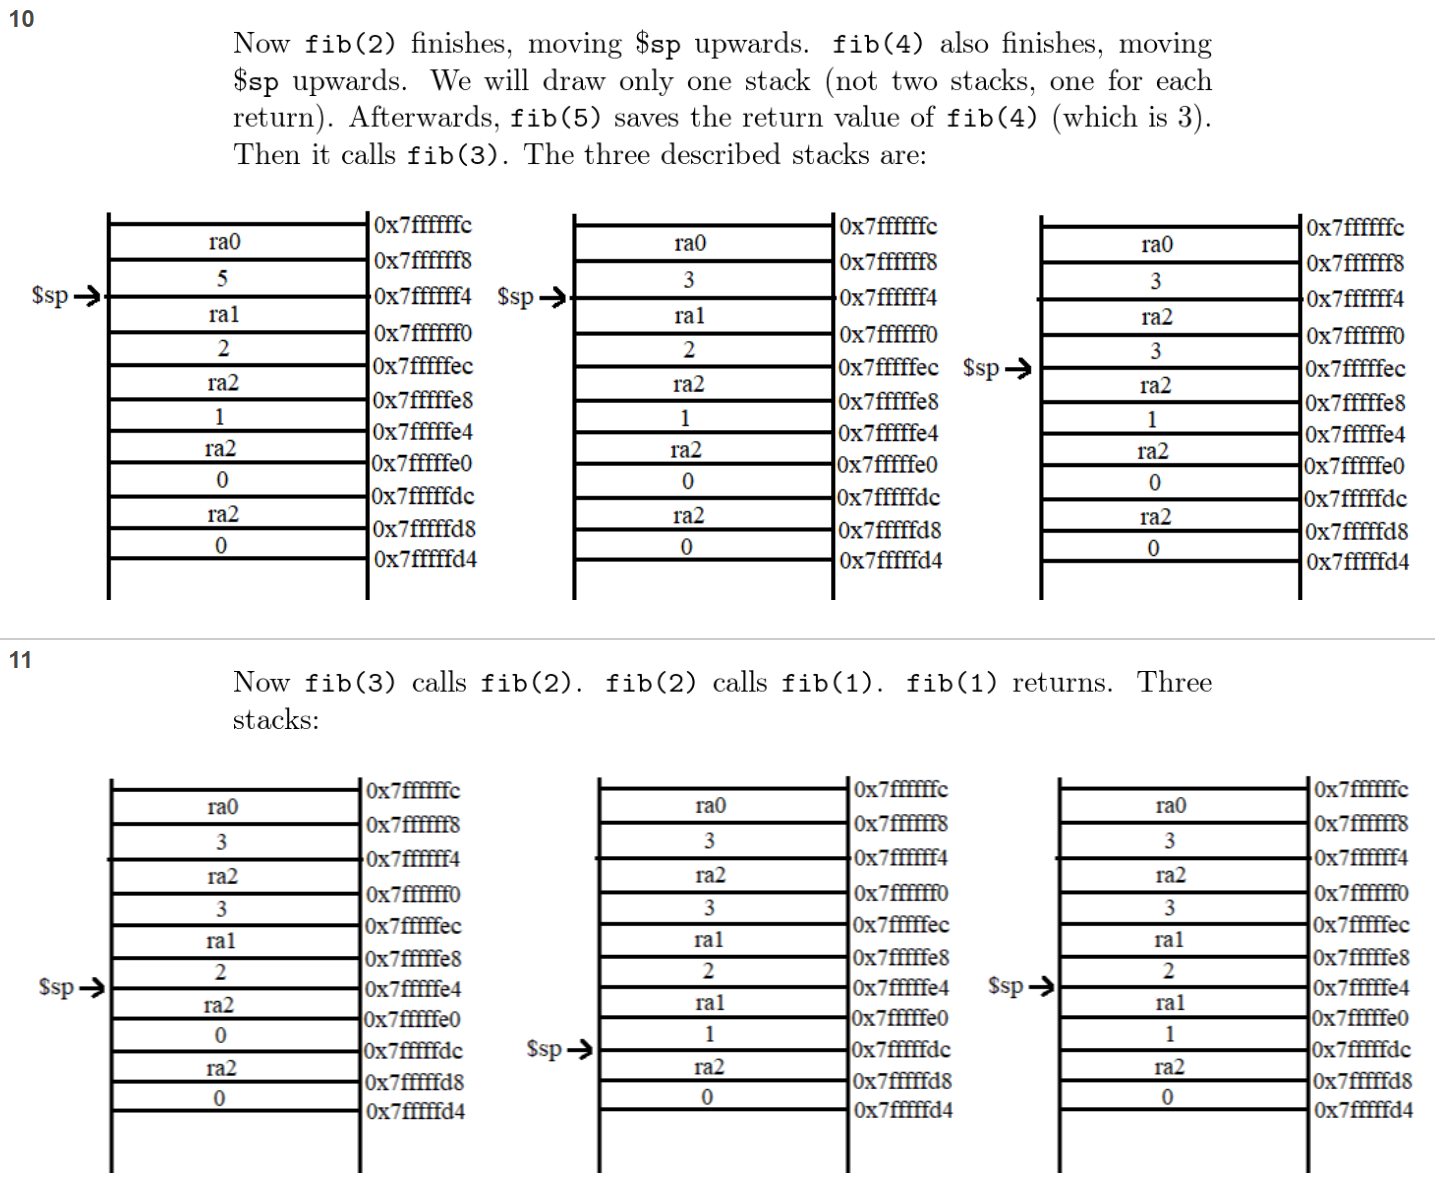 10
Now fib(2) finishes, moving $sp upwards. fib(4) also finishes, moving
$sp upwards. We will draw only one stack (not two stacks, one for each
return). Afterwards, fib(5) saves the return value of fib(4) (which is 3).
Then it calls fib(3). The three described stacks are:
0x7ffffffc
ra0
0x7ffffff8
5
$sp
0x7ffffff4
ra1
0x7ffffff0
2
0x7fffffec
ra2
0x7fffffe8
1
0x7fffffe4
ra2
0x7fffffe0
0
0x7fffffdc
ra2
0x7fffffd8
0
0x7fffffd4
0x7ffffffc
ra0
0x7ffffff8
3
$sp
0x7ffffff4
ra1
0x7ffffff0
2
0x7fffffec
ra2
0x7fffffe8
1
0x7fffffe4
ra2
0x7fffffe0
0
0x7fffffdc
ra2
0x7fffffd8
0
0x7fffffd4
0x7ffffffc
ra0
0x7ffffff8
3
0x7ffffff4
ra2
0x7ffffff0
3
$sp
0x7fffffec
ra2
0x7fffffe8
1
0x7fffffe4
ra2
0x7fffffe0
0
0x7fffffdc
ra2
0x7fffffd8
0
0x7fffffd4
11
Now fib(3) calls fib(2). fib(2) calls fib(1). fib(1) returns. Three
stacks:
0x7ffffffc
ra0
0x7ffffff8
3
0x7ffffff4
ra2
0x7ffffff0
3
0x7fffffec
ra1
0x7fffffe8
2
$sp
0x7fffffe4
ra2
0x7fffffe0
0
0x7fffffdc
ra2
0x7fffffd8
0
0x7fffffd4
0x7ffffffc
ra0
0x7ffffff8
3
0x7ffffff4
ra2
0x7ffffff0
3
0x7fffffec
ra1
0x7fffffe8
2
0x7fffffe4
ra1
0x7fffffe0
1
$sp
0x7fffffdc
ra2
0x7fffffd8
0
0x7fffffd4
0x7ffffffc
ra0
0x7ffffff8
3
0x7ffffff4
ra2
0x7ffffff0
3
0x7fffffec
ra1
0x7fffffe8
2
$sp
0x7fffffe4
ra1
0x7fffffe0
1
0x7fffffdc
ra2
0x7fffffd8
0
0x7fffffd4